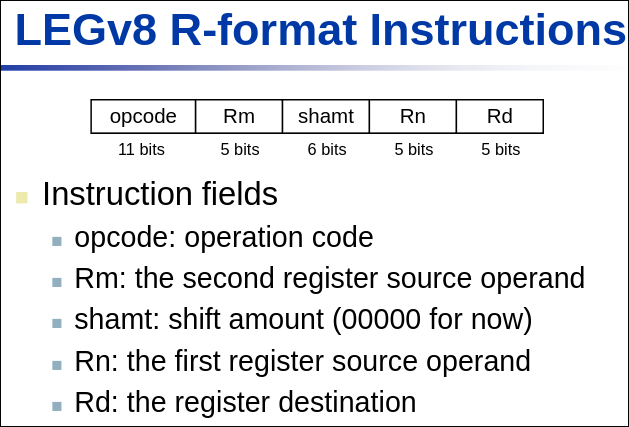 LEGv8 R-format Instructions
opcode Rm shamt Rn Rd
11 bits 5 bits 6 bits 5 bits 5 bits
Instruction fields
opcode: operation code
Rm: the second register source operand
shamt: shift amount (00000 for now)
Rn: the first register source operand
Rd: the register destination